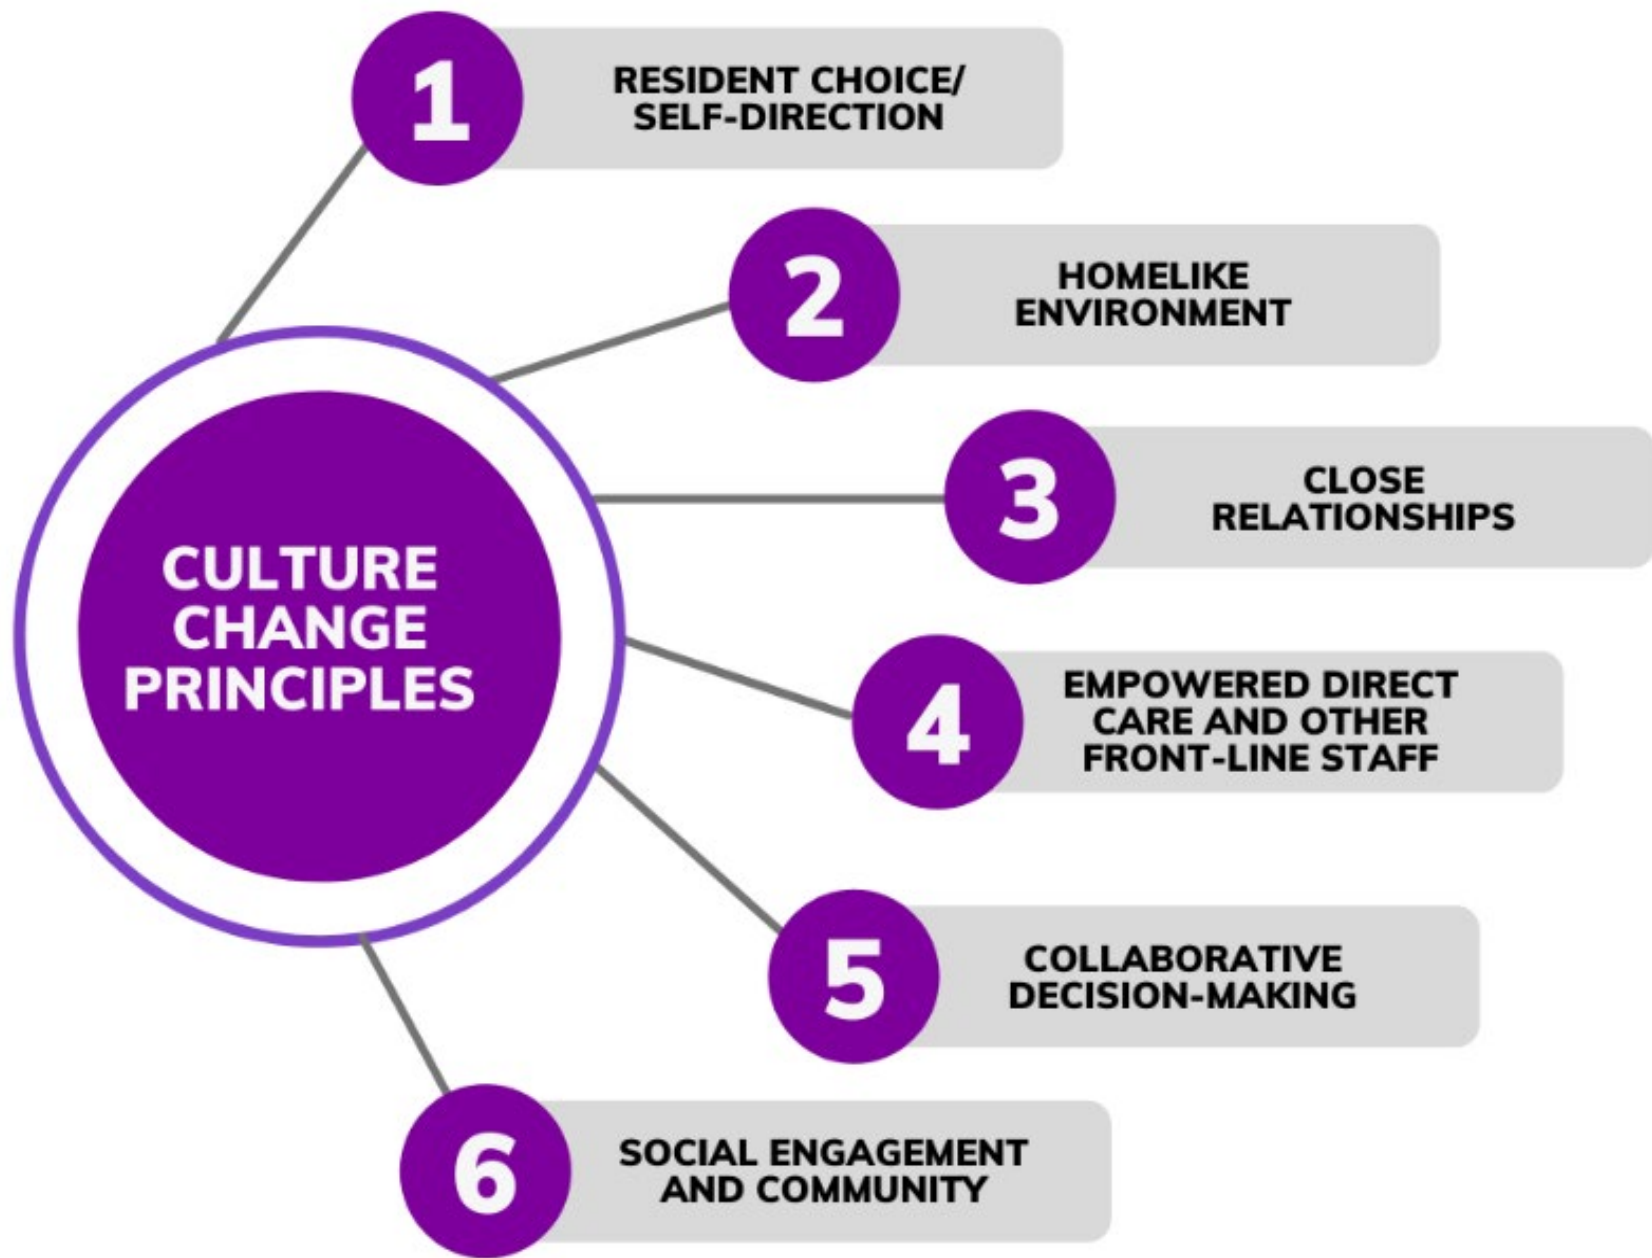 1
RESIDENT CHOICE/
SELF-DIRECTION
2
HOMELIKE
ENVIRONMENT
3
CLOSE
RELATIONSHIPS
CULTURE
CHANGE
PRINCIPLES
4
EMPOWERED DIRECT
CARE AND OTHER
FRONT-LINE STAFF
5
COLLABORATIVE
DECISION-MAKING
6
SOCIAL ENGAGEMENT
AND COMMUNITY